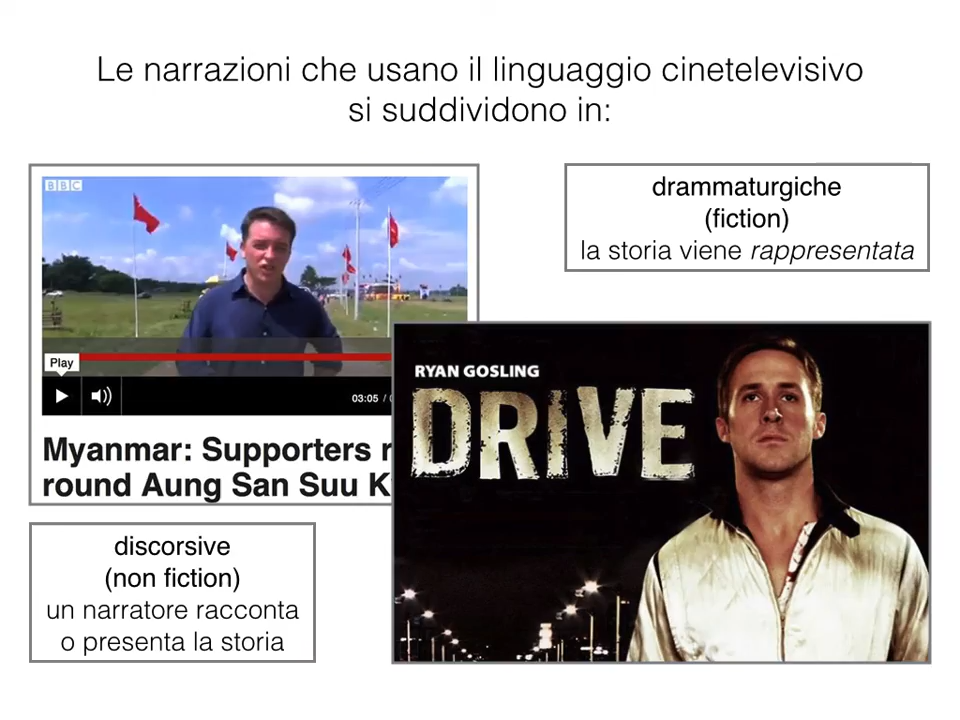 Le narrazioni che usano il linguaggio cinetelevisivo
si suddividono in:
BBC
Play
03:05 /
Myanmar: Supporters
round Aung San Suu K
discorsive
(non fiction)
un narratore racconta
o presenta la storia
drammaturgiche
(fiction)
la storia viene rappresentata
RYAN GOSLING
DRIVE